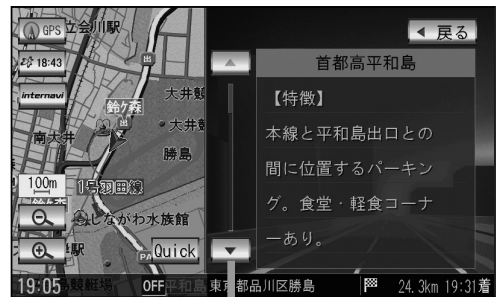 GPS
立会川駅
18:43
internavi
鈴ケ森
出
出
大井競
大井競
南大井
勝島
100m
1号羽田線
しながわ水族館
駅
PA
Quick
19:05
競艇場
OFF
平和島
東京都品川区勝島
24.3km 19:31着
◀ 戻る
首都高平和島
【特徴】
本線と平和島出口との
間に位置するパーキン
グ。食堂・軽食コーナ
ーあり。